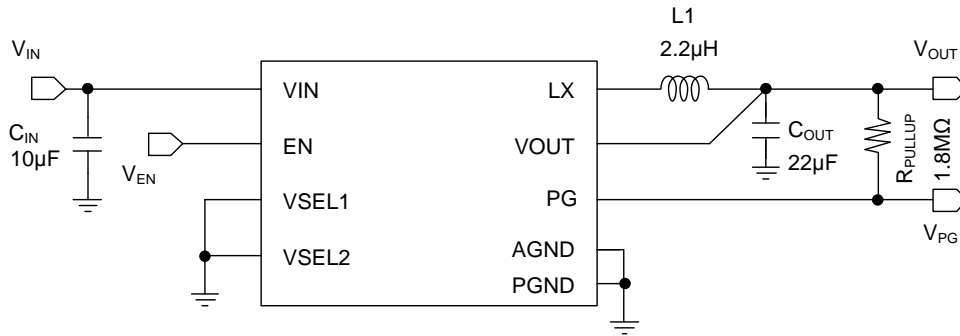 L1
2.2µH
VIN
VOUT
VIN
LX
CIN
10µF
EN
VOUT
COUT
22µF
RPULLUP
1.8MΩ
VEN
VSEL1
PG
VPG
VSEL2
AGND
PGND